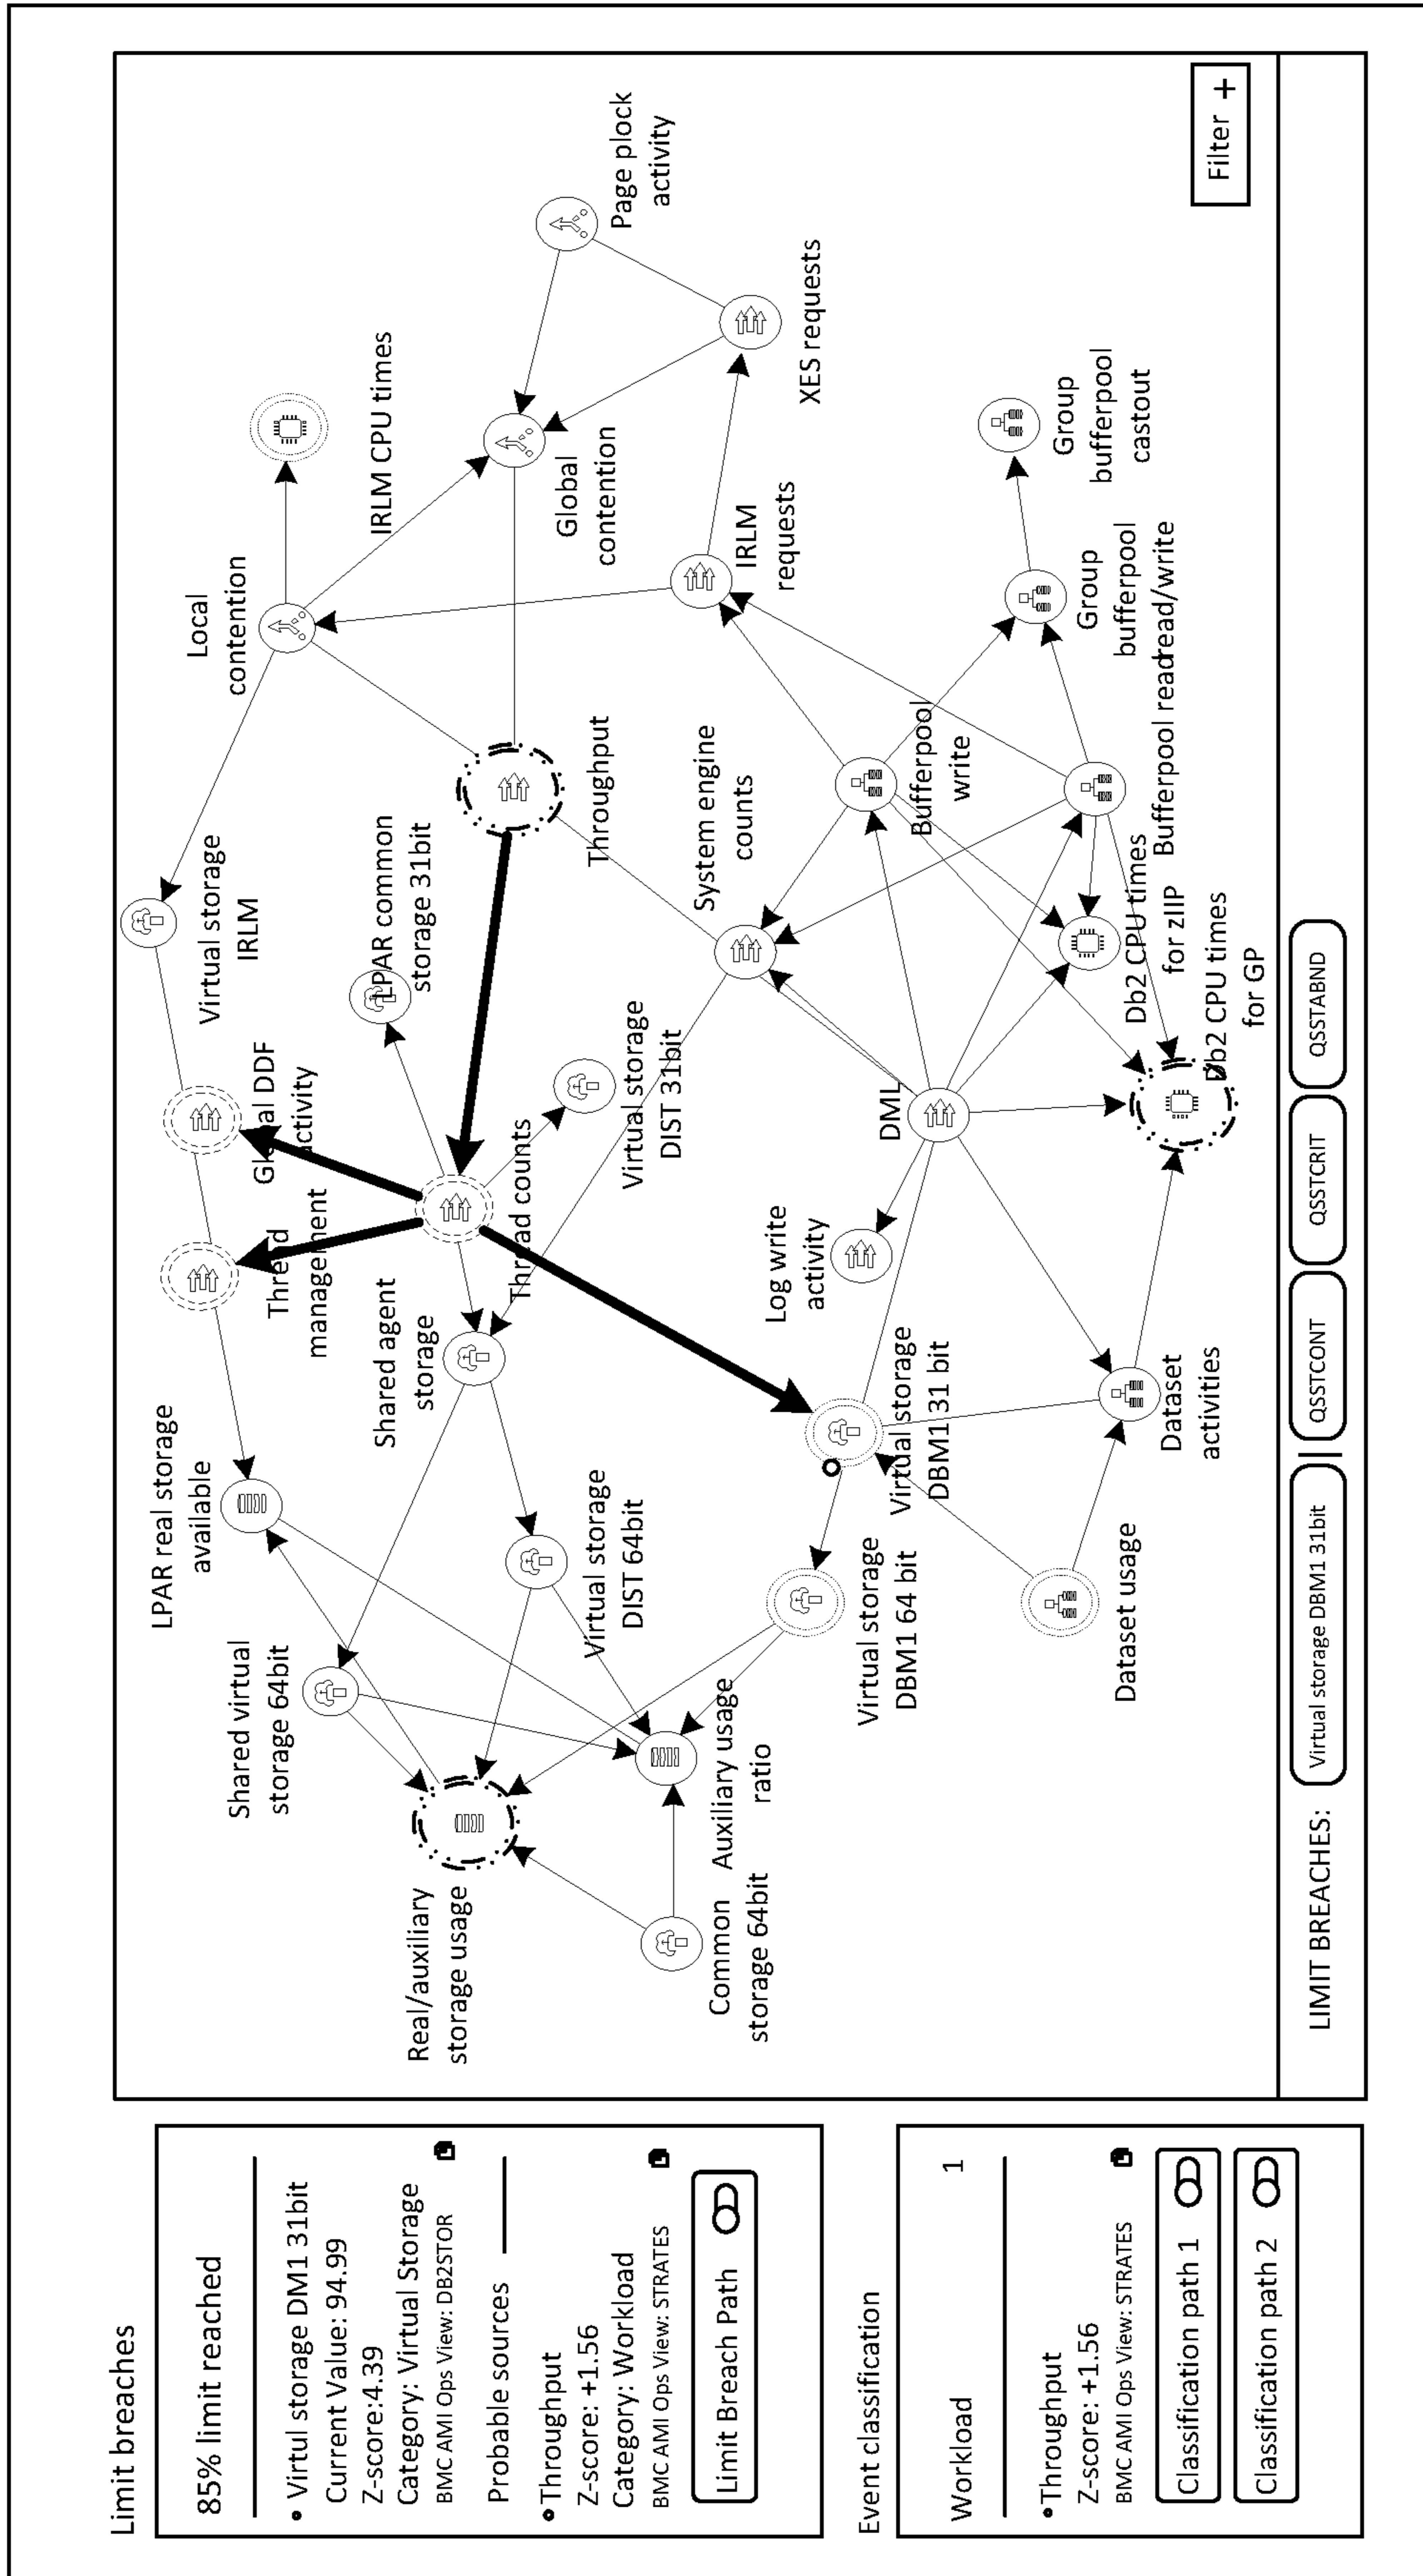 Limit breaches
85% limit reached
• Virtul storage DM1 31bit
Current Value: 94.99
Z-score:4.39
Category: Virtual Storage
BMC AMI Ops View: DB2STOR
Probable sources
Throughput
Z-score: +1.56
Category: Workload
BMC AMI Ops View: STRATES
Limit Breach Path
Event classification
Workload 1
Throughput
Z-score: +1.56
BMC AMI Ops View: STRATES
Classification path 1
Classification path 2
Real/auxiliary
storage usage
Shared virtual
storage 64bit
LPAR real storage
available
Common
storage 64bit
Auxiliary usage
ratio
Virtual storage
DIST 64bit
Shared agent
storage
Thread
management
Global DDF
activity
Virtual storage
IRLM
Local
contention
IRLM CPU times
Thread counts
LPAR common
storage 31bit
Virtual storage
DIST 31bit
Throughput
Global
contention
Page plock
activity
System engine
counts
IRLM
requests
XES requests
Virtual storage
DBM1 64 bit
Virtual storage
DBM1 31 bit
Log write
activity
DML
Bufferpool
write
Dataset usage
Dataset
activities
Db2 CPU times
for zIIP
Db2 CPU times
for GP
Bufferpool read
Group
bufferpool
read/write
Group
bufferpool
castout
Filter +
LIMIT BREACHES:
Virtual storage DBM1 31bit
|
QSSTCONT
QSSTCRIT
QSSTABND